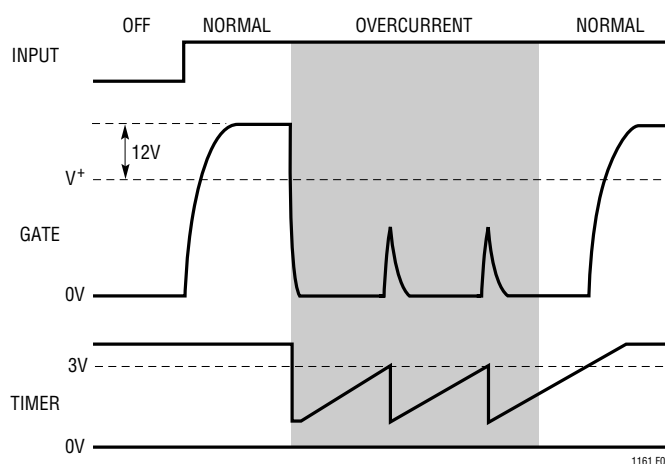 OFF NORMAL OVERCURRENT NORMAL
INPUT
12V
V+
GATE
0V
3V
TIMER
0V
1161 F0